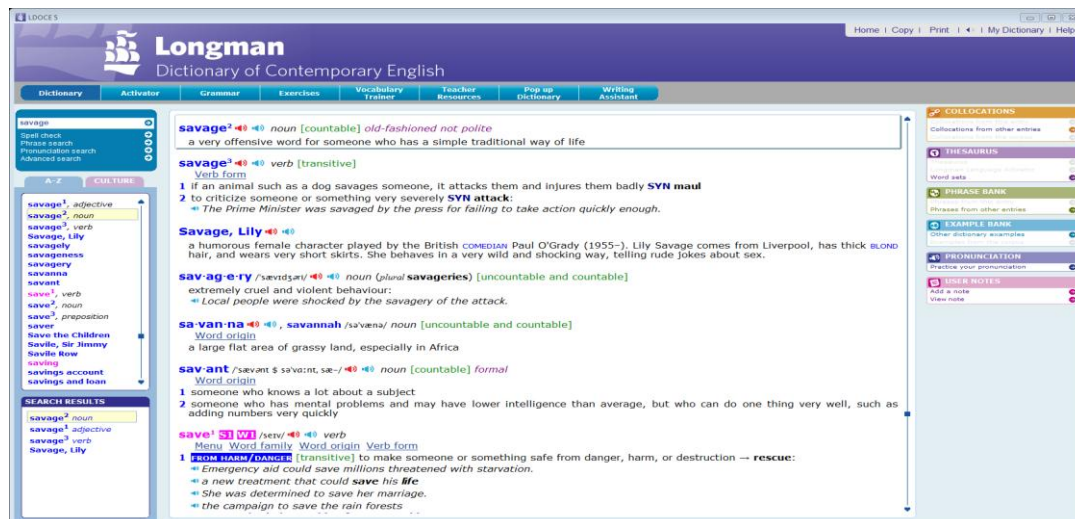 LDOCE 5
Home | Copy | Print | My Dictionary | Help
Longman
Dictionary of Contemporary English
Dictionary
Activator
Grammar
Exercises
Vocabulary Trainer
Teacher Resources
Pop up Dictionary
Writing Assistant
savage
Spell check
Phrase search
Pronunciation search
Advanced search
A-Z
CULTURE
savage1, adjective
savage2, noun
savage3, verb
Savage, Lily
savagely
savageness
savagery
savanna
savant
save1, verb
save2, noun
save3, preposition
saver
Save the Children
Savile, Sir Jimmy
Savile Row
saving
savings account
savings and loan
SEARCH RESULTS
savage2 noun
savage1 adjective
savage3 verb
Savage, Lily
savage2 noun [countable] old-fashioned not polite
a very offensive word for someone who has a simple traditional way of life
savage3 verb [transitive]
Verb form
1 if an animal such as a dog savages someone, it attacks them and injures them badly SYN maul
2 to criticize someone or something very severely SYN attack:
The Prime Minister was savaged by the press for failing to take action quickly enough.
Savage, Lily
a humorous female character played by the British COMEDIAN Paul O'Grady (1955–). Lily Savage comes from Liverpool, has thick BLOND
hair, and wears very short skirts. She behaves in a very wild and shocking way, telling rude jokes about sex.
sav·ag·e·ry /ˈsævɪdʒəri/ noun (plural savageries) [uncountable and countable]
extremely cruel and violent behaviour:
Local people were shocked by the savagery of the attack.
sa·van·na , savannah /səˈvænə/ noun [uncountable and countable]
Word origin
a large flat area of grassy land, especially in Africa
sav·ant /ˈsævənt $ səˈvɑːnt, sæ-/ noun [countable] formal
Word origin
1 someone who knows a lot about a subject
2 someone who has mental problems and may have lower intelligence than average, but who can do one thing very well, such as
adding numbers very quickly
save1 S1 W1 /seɪv/ verb
Menu Word family Word origin Verb form
1 FROM HARM/DANGER [transitive] to make someone or something safe from danger, harm, or destruction → rescue:
Emergency aid could save millions threatened with starvation.
a new treatment that could save his life
She was determined to save her marriage.
the campaign to save the rain forests
COLLOCATIONS
Collocations from other entries
THESAURUS
Word sets
PHRASE BANK
Phrases from other entries
EXAMPLE BANK
Other dictionary examples
PRONUNCIATION
Practice your pronunciation
USER NOTES
Add a note
View note